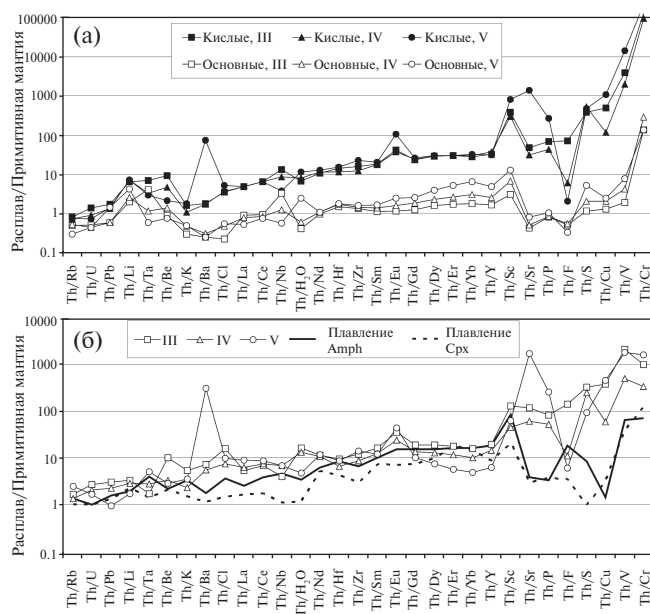 (а)
100000
10000
1000
100
10
1
0.1
Расплав/Примитивная мантия
Кислые, III Кислые, IV Кислые, V
Основные, III Основные, IV Основные, V
Th/Rb Th/U Th/Pb Th/Li Th/Ta Th/Be Th/K Th/Ba Th/Cl Th/La Th/Ce Th/Nb Th/H₂O Th/Nd Th/Hf Th/Zr Th/Sm Th/Eu Th/Gd Th/Dy Th/Er Th/Yb Th/Y Th/Sc Th/Sr Th/P Th/F Th/S Th/Cu Th/V Th/Cr
(б)
10000
1000
100
10
1
0.1
Расплав/Примитивная мантия
III IV V Плавление Amph Плавление Cpx
Th/Rb Th/U Th/Pb Th/Li Th/Ta Th/Be Th/K Th/Ba Th/Cl Th/La Th/Ce Th/Nb Th/H₂O Th/Nd Th/Hf Th/Zr Th/Sm Th/Eu Th/Gd Th/Dy Th/Er Th/Yb Th/Y Th/Sc Th/Sr Th/P Th/F Th/S Th/Cu Th/V Th/Cr